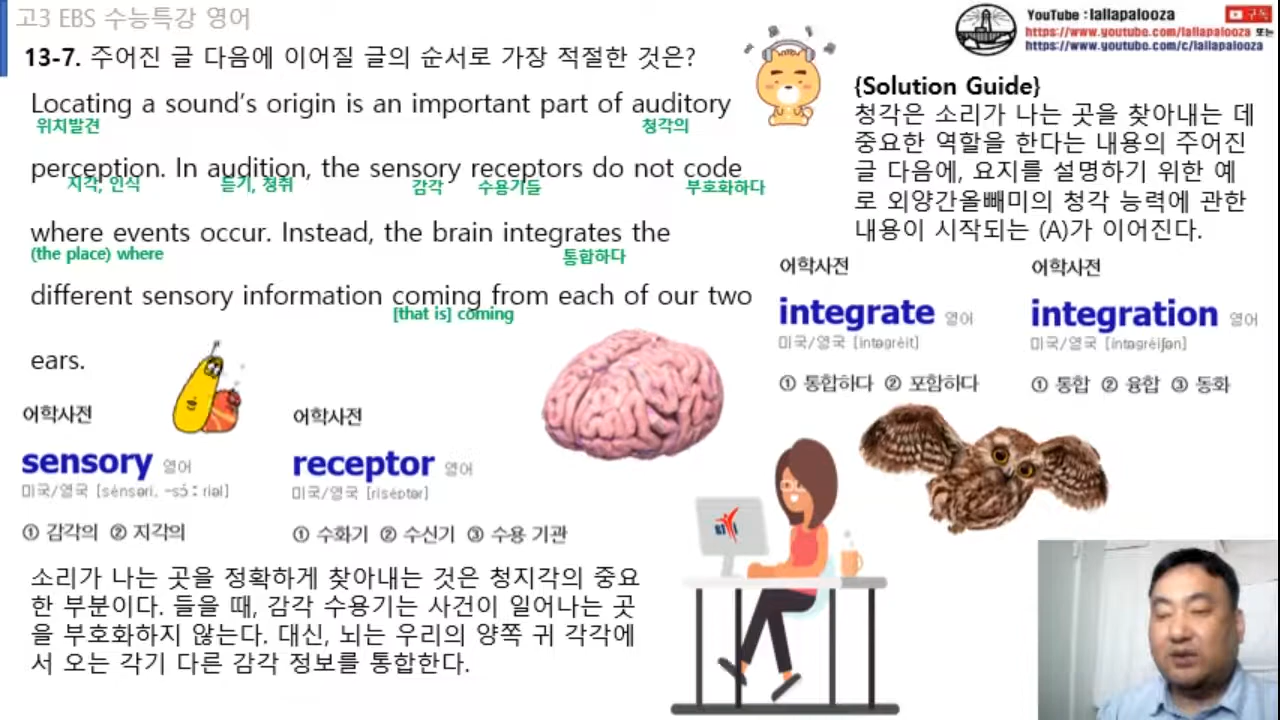 고3 EBS 수능특강 영어
YouTube : lallapalooza
구독
https://www.youtube.com/lallapalooza 또는
https://www.youtube.com/c/lallapalooza
13-7. 주어진 글 다음에 이어질 글의 순서로 가장 적절한 것은?
Locating a sound's origin is an important part of auditory
위치발견 청각의
perception. In audition, the sensory receptors do not code
지각, 인식 듣기, 청취 감각 수용기들 부호화하다
where events occur. Instead, the brain integrates the
(the place) where 통합하다
different sensory information coming from each of our two
[that is] coming
ears.
{Solution Guide}
청각은 소리가 나는 곳을 찾아내는 데
중요한 역할을 한다는 내용의 주어진
글 다음에, 요지를 설명하기 위한 예
로 외양간올빼미의 청각 능력에 관한
내용이 시작되는 (A)가 이어진다.
어학사전
integrate 영어
미국/영국 [íntəgrèit]
① 통합하다 ② 포함하다
어학사전
integration 영어
미국/영국 [ìntəgréiʃən]
① 통합 ② 융합 ③ 동화
어학사전
sensory 영어
미국/영국 [sénsəri, -sɔ́ːriəl]
① 감각의 ② 지각의
어학사전
receptor 영어
미국/영국 [riséptər]
① 수화기 ② 수신기 ③ 수용 기관
소리가 나는 곳을 정확하게 찾아내는 것은 청지각의 중요
한 부분이다. 들을 때, 감각 수용기는 사건이 일어나는 곳
을 부호화하지 않는다. 대신, 뇌는 우리의 양쪽 귀 각각에
서 오는 각기 다른 감각 정보를 통합한다.